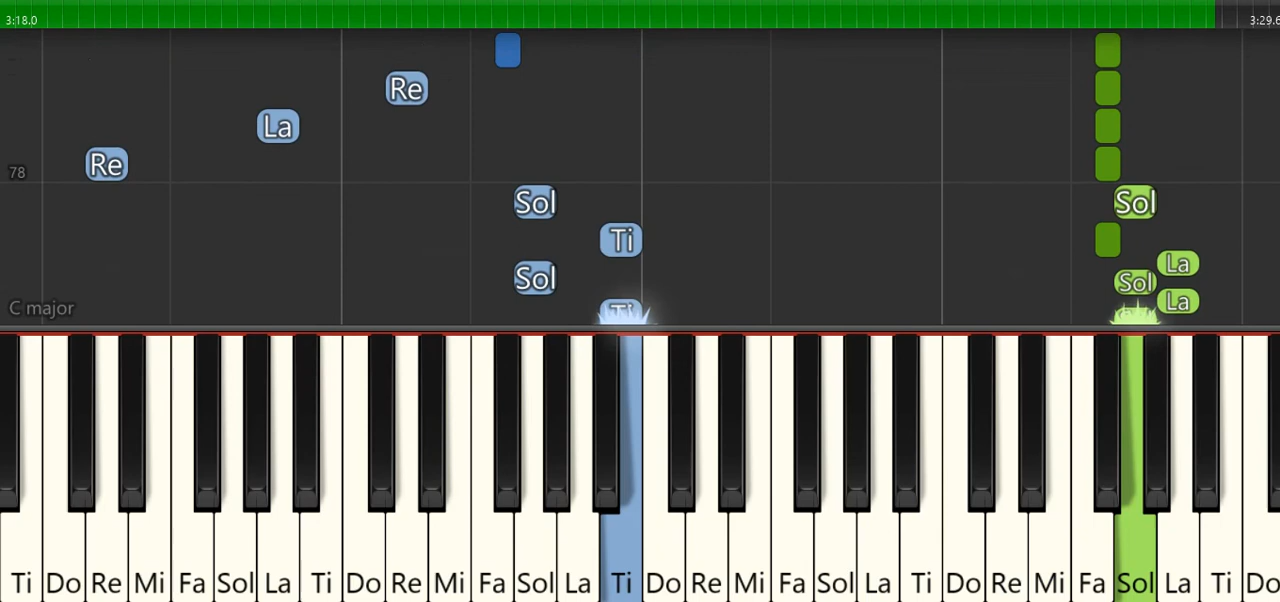 3:18.0 3:29.6
Re
La
Re
78
Sol Sol
Ti
La
Sol Sol
Ti La
C major
Ti Do Re Mi Fa Sol La Ti Do Re Mi Fa Sol La Ti Do Re Mi Fa Sol La Ti Do Re Mi Fa Sol La Ti Do